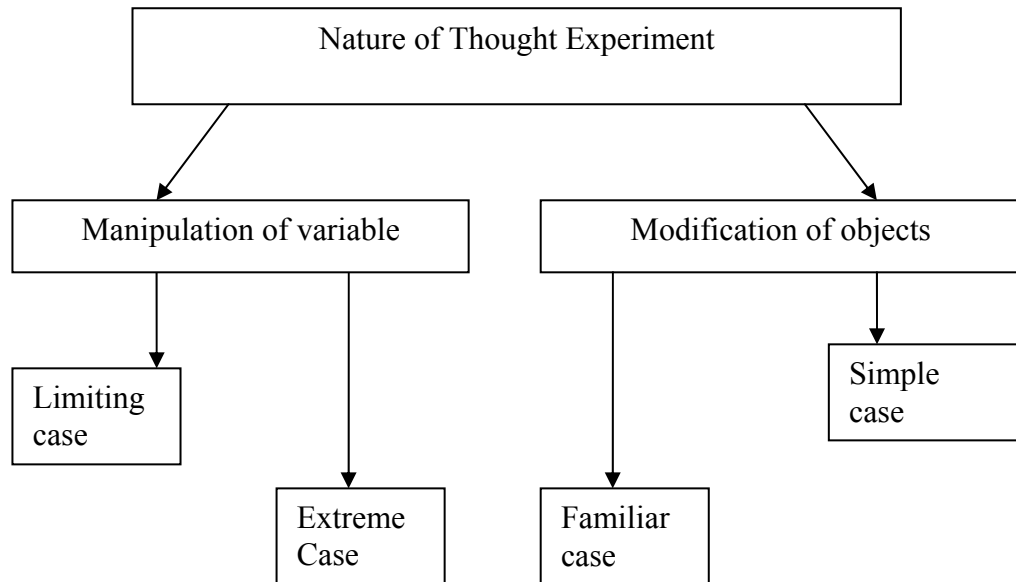 Nature of Thought Experiment
Manipulation of variable
Modification of objects
Limiting
case
Simple
case
Extreme
Case
Familiar
case